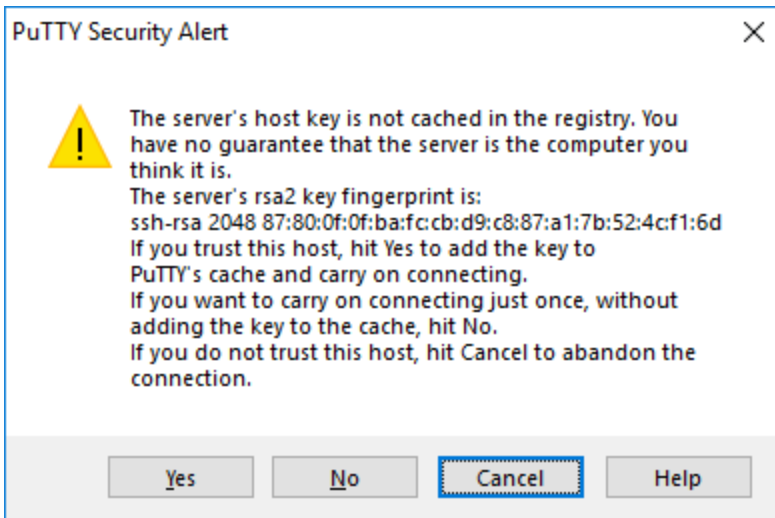 PuTTY Security Alert
The server's host key is not cached in the registry. You
have no guarantee that the server is the computer you
think it is.
The server's rsa2 key fingerprint is:
ssh-rsa 2048 87:80:0f:0f:ba:fc:cb:d9:c8:87:a1:7b:52:4c:f1:6d
If you trust this host, hit Yes to add the key to
PuTTY's cache and carry on connecting.
If you want to carry on connecting just once, without
adding the key to the cache, hit No.
If you do not trust this host, hit Cancel to abandon the
connection.
Yes No Cancel Help